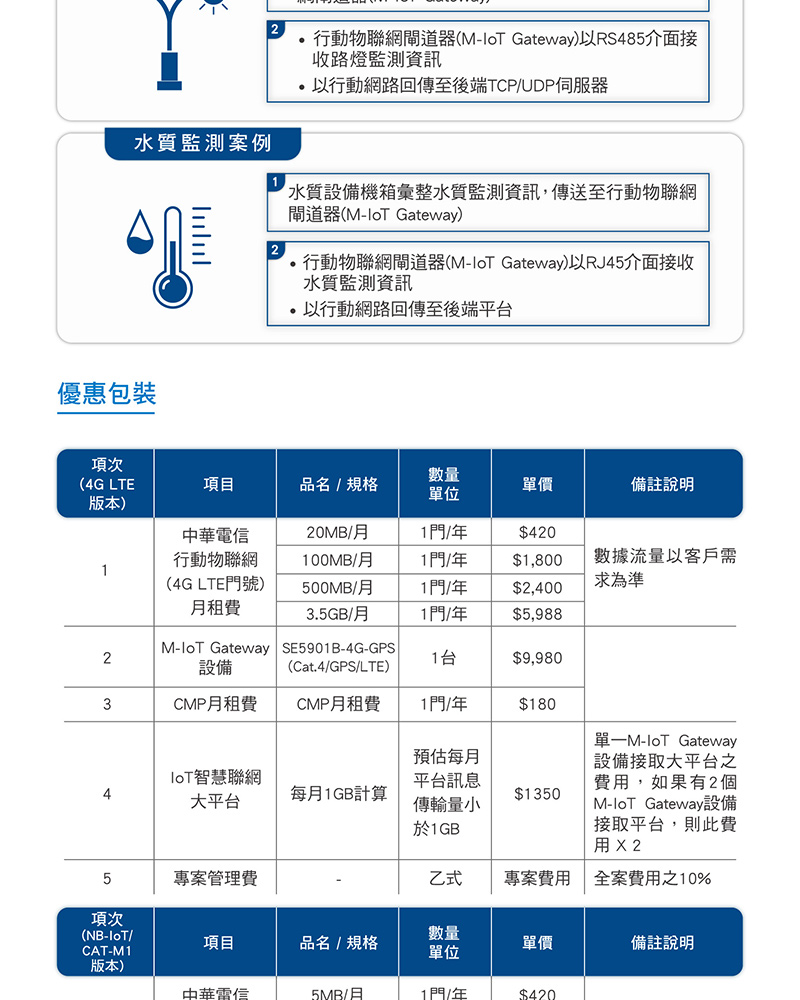 2
• 行動物聯網閘道器(M-IoT Gateway)以RS485介面接
收路燈監測資訊
• 以行動網路回傳至後端TCP/UDP伺服器
水質監測案例
1
水質設備機箱彙整水質監測資訊,傳送至行動物聯網
閘道器(M-IoT Gateway)
2
• 行動物聯網閘道器(M-IoT Gateway)以RJ45介面接收
水質監測資訊
• 以行動網路回傳至後端平台
優惠包裝
項次
(4G LTE
版本)
項目
品名 / 規格
數量
單位
單價
備註說明
1
中華電信
行動物聯網
(4G LTE門號)
月租費
20MB/月
1門/年
$420
100MB/月
1門/年
$1,800
500MB/月
1門/年
$2,400
3.5GB/月
1門/年
$5,988
數據流量以客戶需
求為準
2
M-IoT Gateway
設備
SE5901B-4G-GPS
(Cat.4/GPS/LTE)
1台
$9,980
3
CMP月租費
CMP月租費
1門/年
$180
4
IoT智慧聯網
大平台
每月1GB計算
預估每月
平台訊息
傳輸量小
於1GB
$1350
單一M-IoT Gateway
設備接取大平台之
費用,如果有2個
M-IoT Gateway設備
接取平台,則此費
用 X 2
5
專案管理費
-
乙式
專案費用
全案費用之10%
項次
(NB-IoT/
CAT-M1
版本)
項目
品名 / 規格
數量
單位
單價
備註說明
中華電信
5MB/月
1門/年
$420